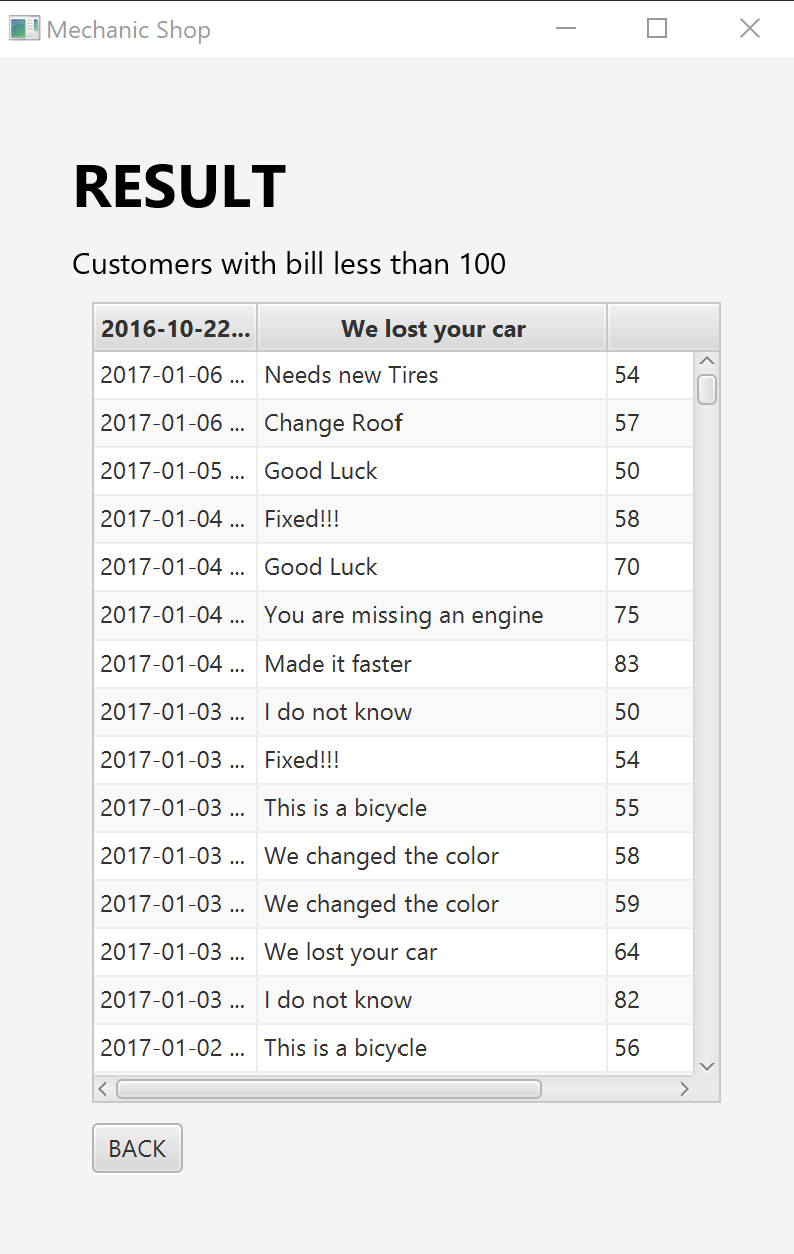 Mechanic Shop
RESULT
Customers with bill less than 100
2016-10-22... We lost your car
2017-01-06 ... Needs new Tires 54
2017-01-06 ... Change Roof 57
2017-01-05 ... Good Luck 50
2017-01-04 ... Fixed!!! 58
2017-01-04 ... Good Luck 70
2017-01-04 ... You are missing an engine 75
2017-01-04 ... Made it faster 83
2017-01-03 ... I do not know 50
2017-01-03 ... Fixed!!! 54
2017-01-03 ... This is a bicycle 55
2017-01-03 ... We changed the color 58
2017-01-03 ... We changed the color 59
2017-01-03 ... We lost your car 64
2017-01-03 ... I do not know 82
2017-01-02 ... This is a bicycle 56
BACK